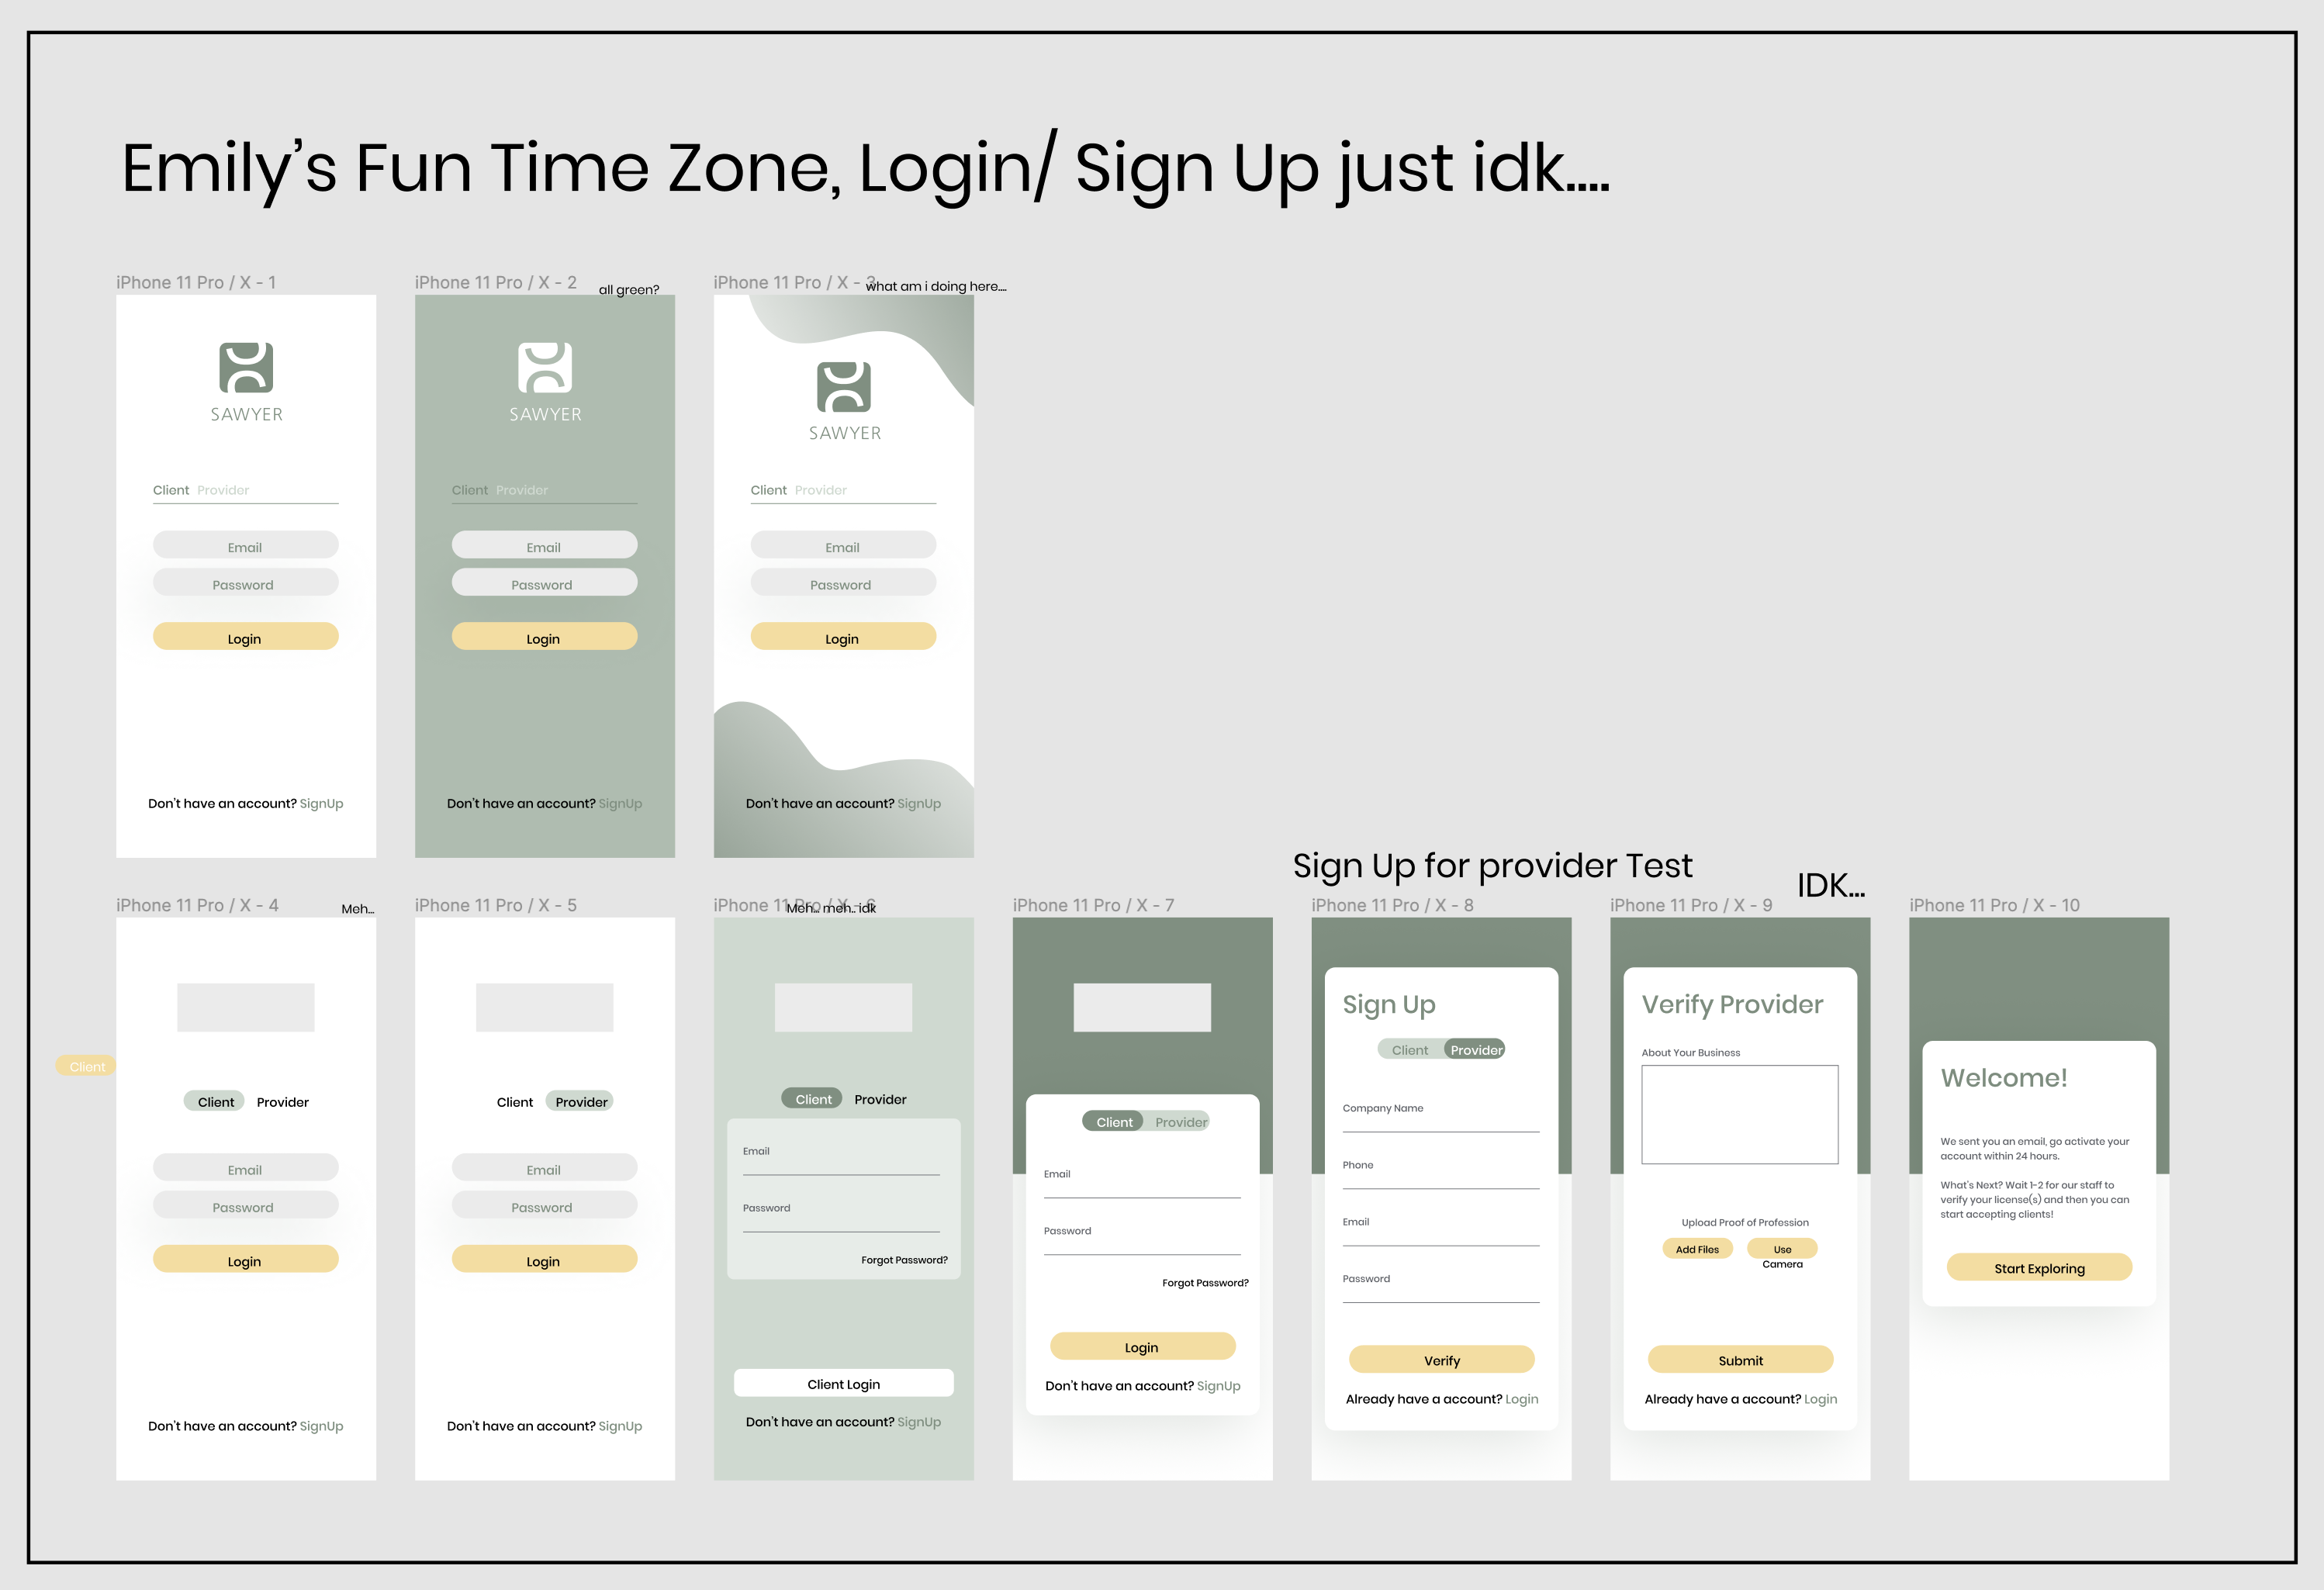 Emily's Fun Time Zone, Login/ Sign Up just idk....
iPhone 11 Pro / X - 1
SAWYER
Client Provider
Email
Password
Login
Don't have an account? SignUp
iPhone 11 Pro / X - 2
all green?
SAWYER
Client Provider
Email
Password
Login
Don't have an account? SignUp
iPhone 11 Pro / X - 3
what am i doing here....
SAWYER
Client Provider
Email
Password
Login
Don't have an account? SignUp
Sign Up for provider Test
IDK...
iPhone 11 Pro / X - 4
Meh...
Client
Client Provider
Email
Password
Login
Don't have an account? SignUp
iPhone 11 Pro / X - 5
Client Provider
Email
Password
Login
Don't have an account? SignUp
iPhone 11 Pro / X - 6
Meh.. meh.. idk
Client Provider
Email
Password
Forgot Password?
Client Login
Don't have an account? SignUp
iPhone 11 Pro / X - 7
Client Provider
Email
Password
Forgot Password?
Login
Don't have an account? SignUp
iPhone 11 Pro / X - 8
Sign Up
Client Provider
Company Name
Phone
Email
Password
Verify
Already have a account? Login
iPhone 11 Pro / X - 9
Verify Provider
About Your Business
Upload Proof of Profession
Add Files
Use
Camera
Submit
Already have a account? Login
iPhone 11 Pro / X - 10
Welcome!
We sent you an email, go activate your
account within 24 hours.
What's Next? Wait 1-2 for our staff to
verify your license(s) and then you can
start accepting clients!
Start Exploring